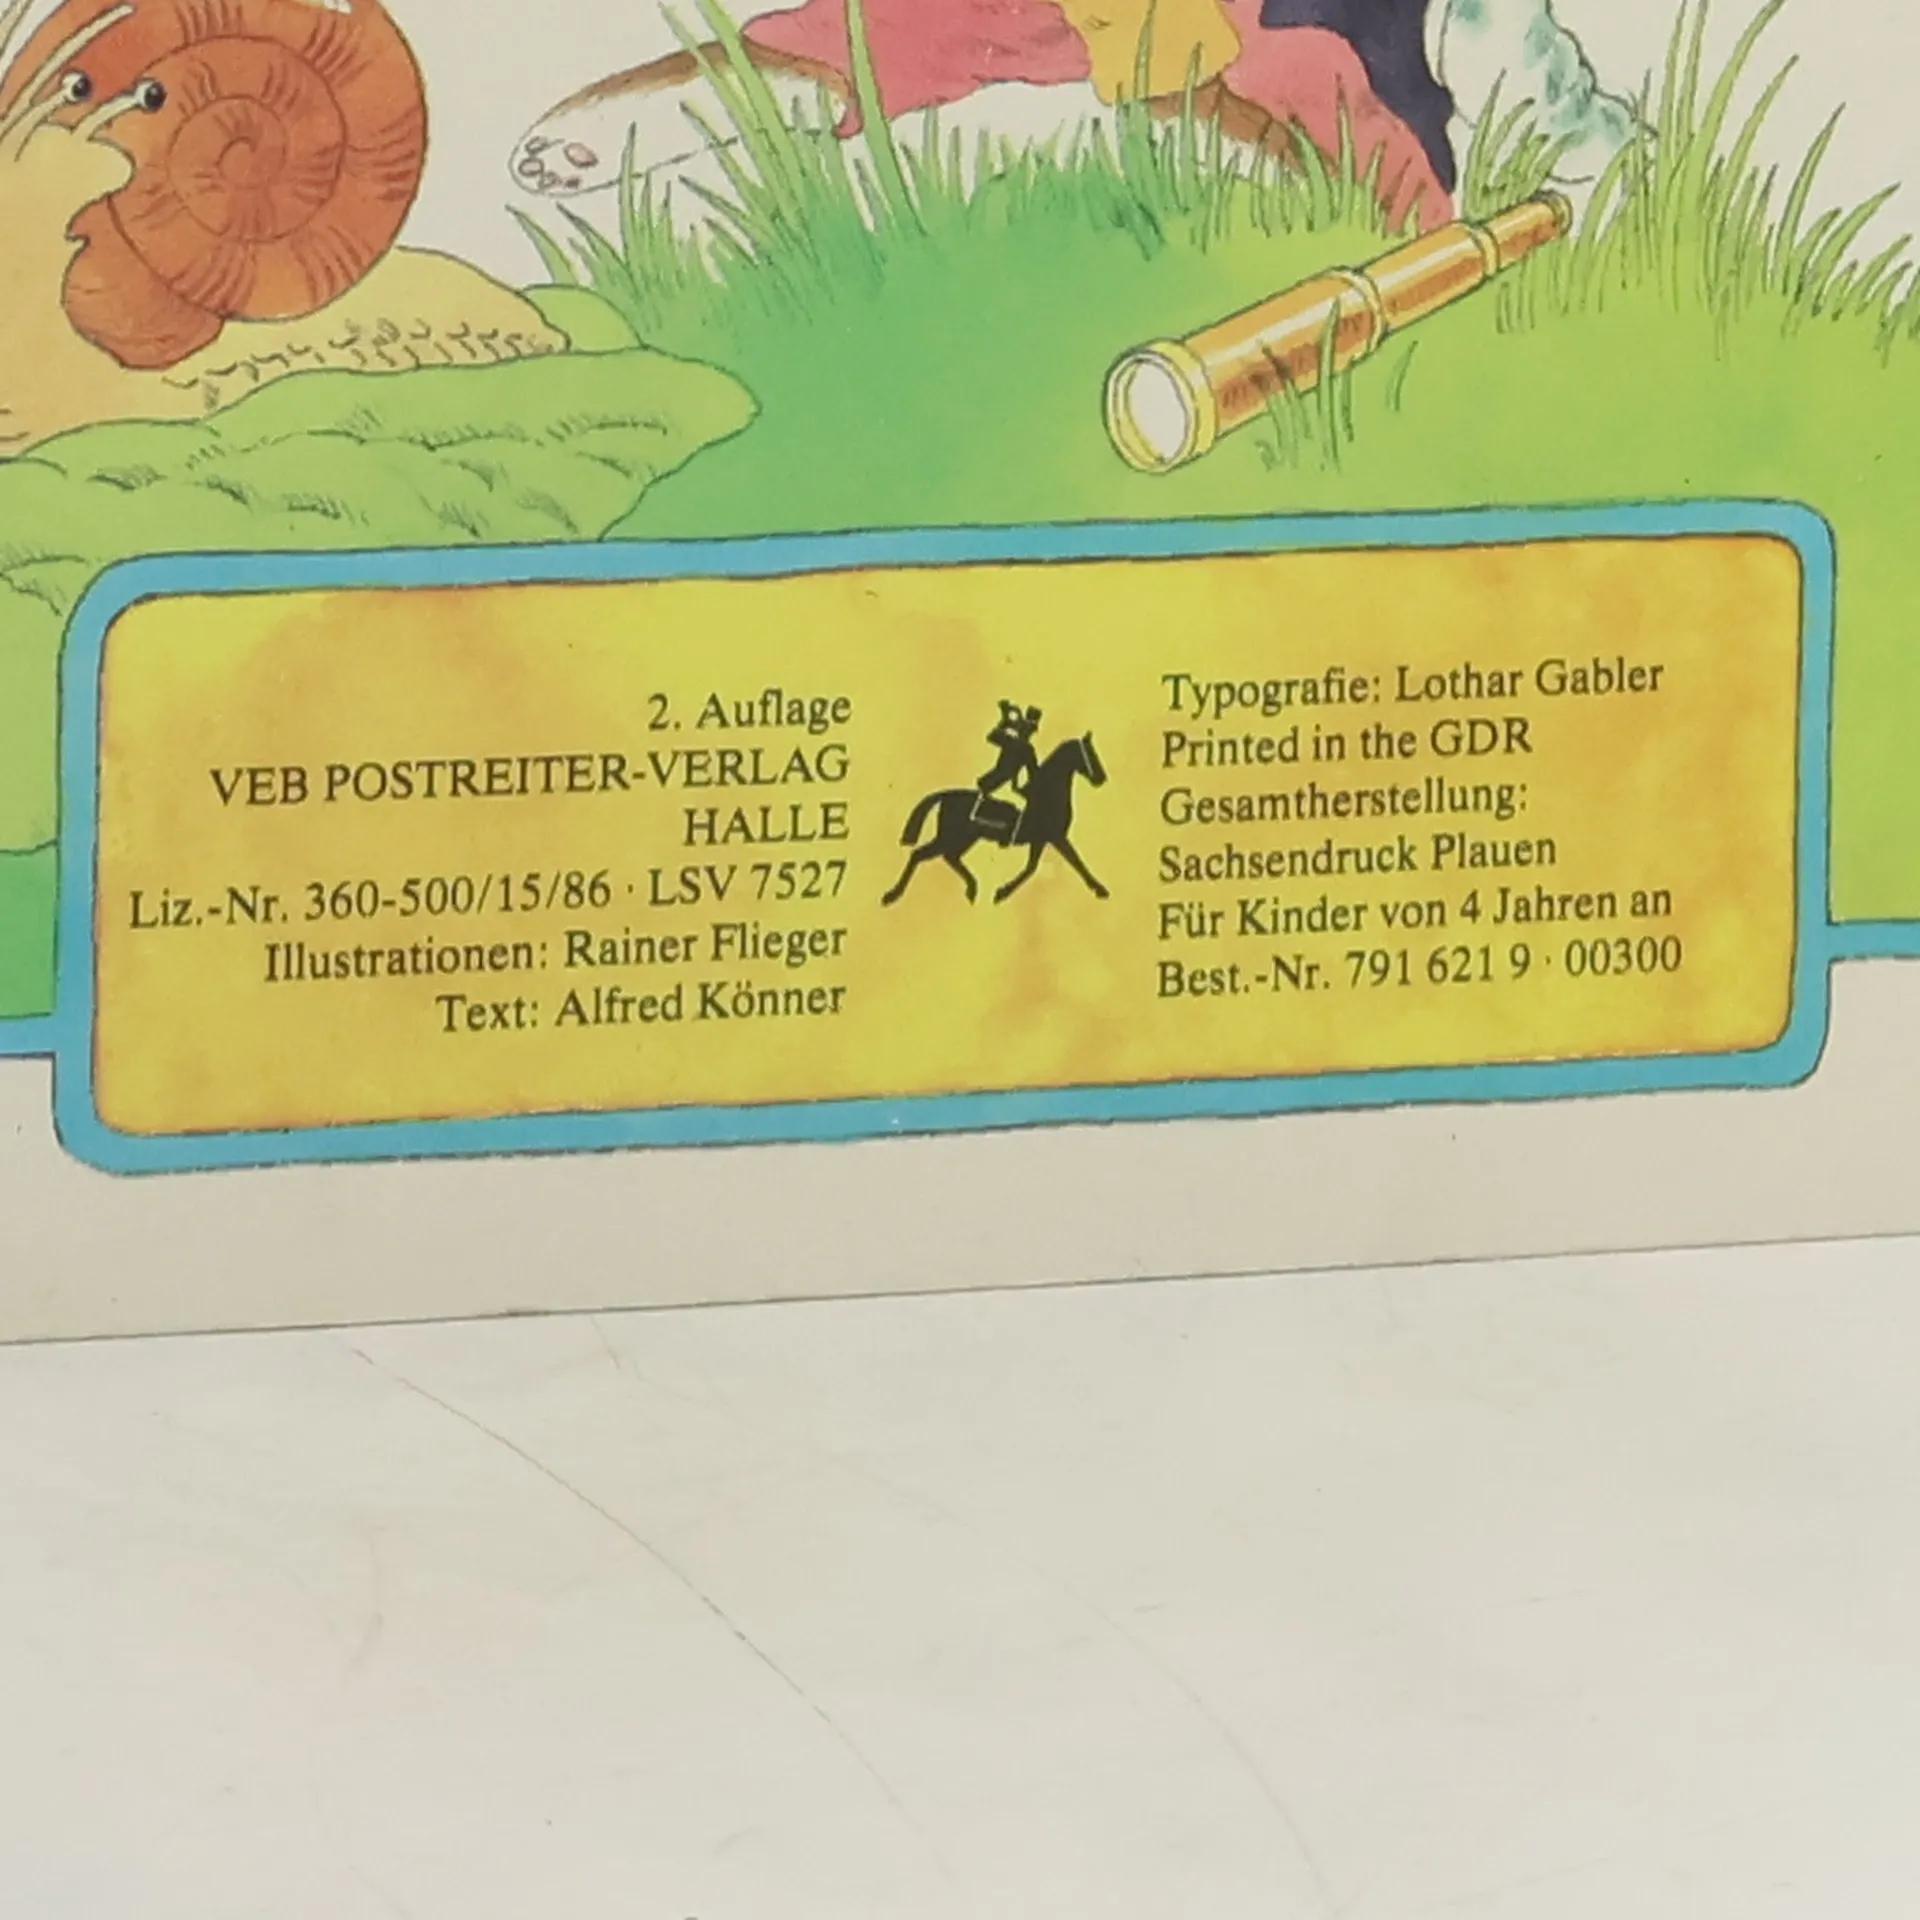 2. Auflage
VEB POSTREITER-VERLAG
HALLE
Liz.-Nr. 360-500/15/86 · LSV 7527
Illustrationen: Rainer Flieger
Text: Alfred Könner
Typografie: Lothar Gabler
Printed in the GDR
Gesamtherstellung:
Sachsendruck Plauen
Für Kinder von 4 Jahren an
Best.-Nr. 791 621 9 · 00300